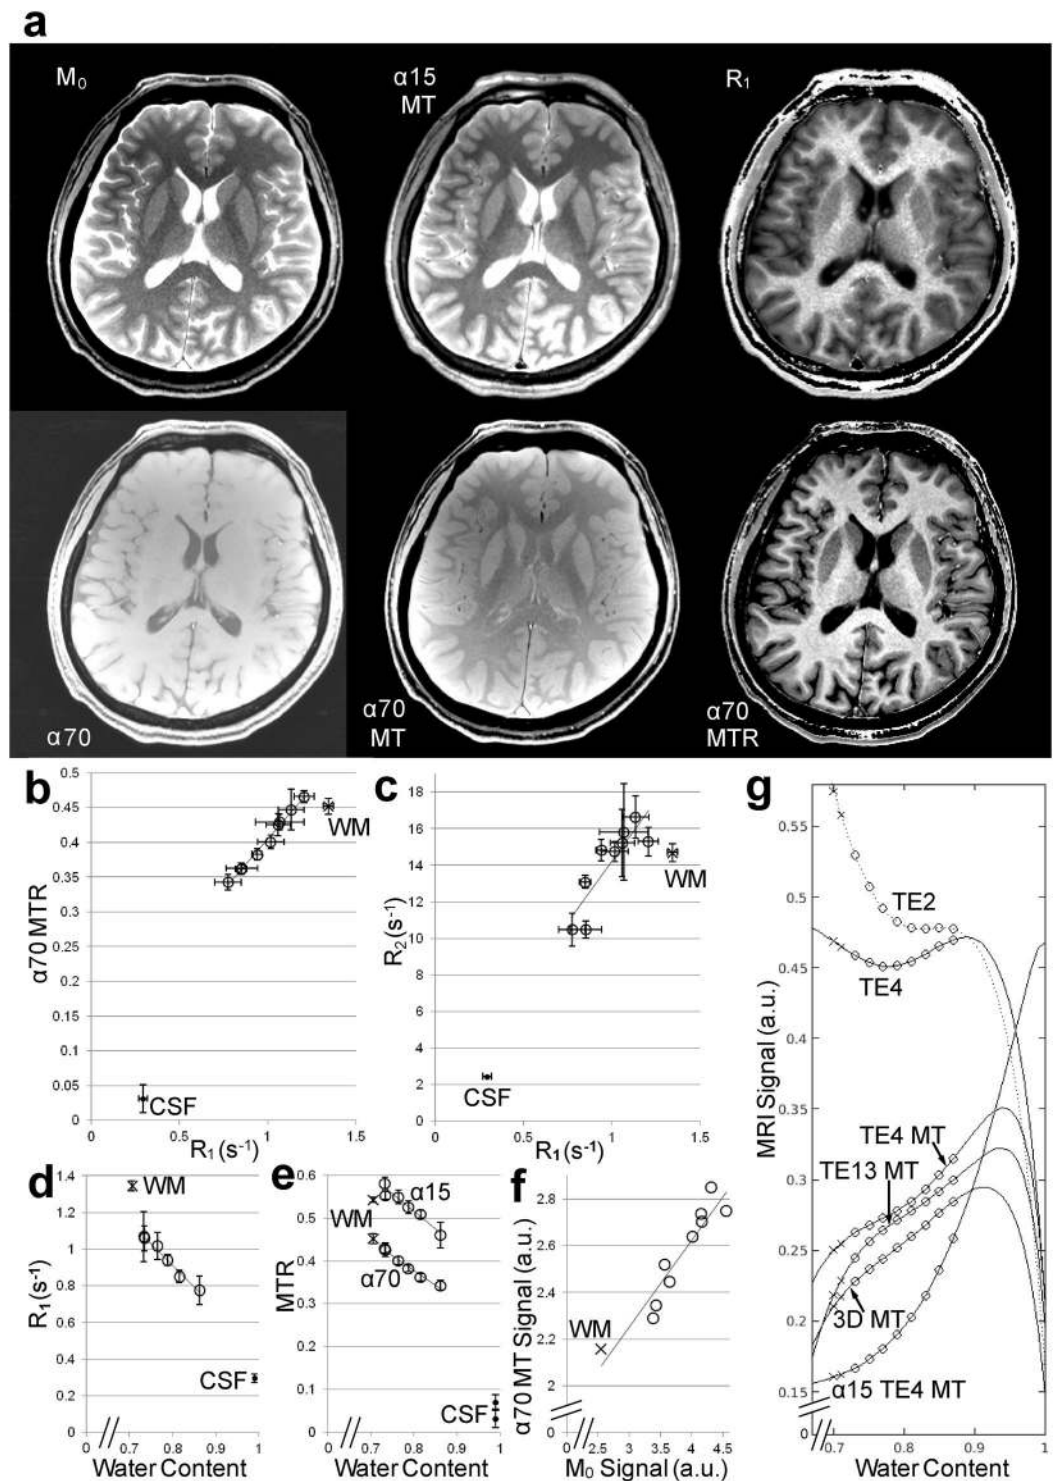 a
M₀
α15
MT
R₁
α70
α70
MT
α70
MTR
b
0.5
0.45
0.4
0.35
0.3
0.25
0.2
0.15
0.1
0.05
0
α70 MTR
WM
CSF
0
0.5
1
1.5
R₁(s⁻¹)
c
18
16
14
12
10
8
6
4
2
0
R₂(s⁻¹)
WM
CSF
0
0.5
1
1.5
R₁(s⁻¹)
g
0.55
0.5
0.45
0.35
0.3
0.25
0.2
0.15
0
MRI Signal (a.u.)
TE2
TE4
TE4 MT
TE13 MT
3D MT
α15 TE4 MT
0.7
0.8
0.9
1
Water Content
d
1.4
1.2
1
0.8
0.6
0.4
0.2
0
R₁(s⁻¹)
WM
CSF
0
0.7
0.8
0.9
1
Water Content
e
0.6
0.5
0.4
0.3
0.2
0.1
0
MTR
α15
WM
α70
CSF
0
0.7
0.8
0.9
1
Water Content
f
2.8
2.6
2.4
2.2
2
0
α70 MT Signal (a.u.)
WM
0
2.5
3
3.5
4
4.5
M₀ Signal (a.u.)